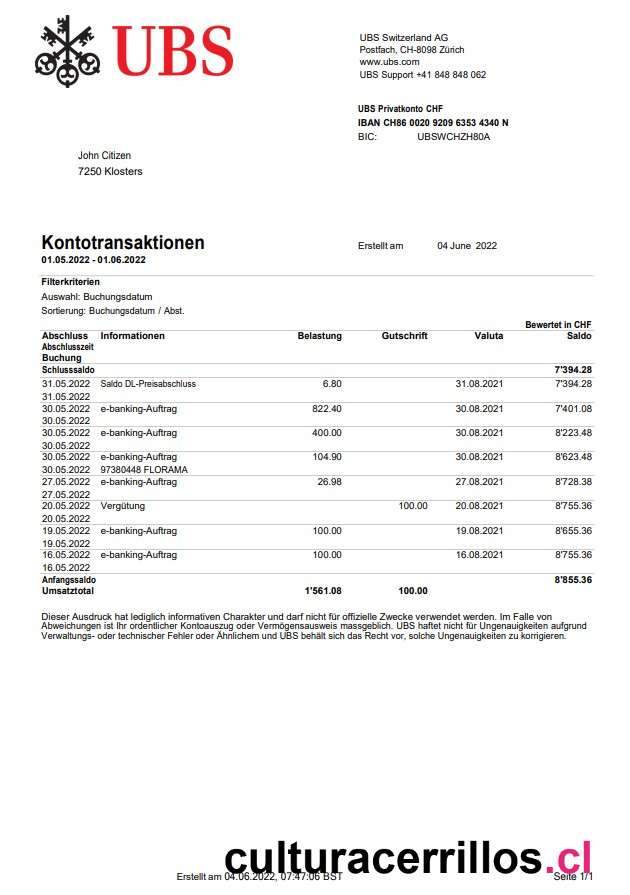 UBS
UBS Switzerland AG
Postfach, CH-8098 Zürich
www.ubs.com
UBS Support +41 848 848 062
UBS Privatkonto CHF
IBAN CH86 0020 9209 6353 4340 N
BIC: UBSWCHZH80A
John Citizen
7250 Klosters
Kontotransaktionen Erstellt am 04 June 2022
01.05.2022 - 01.06.2022
Filterkriterien
Auswahl: Buchungsdatum
Sortierung: Buchungsdatum / Abst.
Bewertet in CHF
Abschluss Informationen Belastung Gutschrift Valuta Saldo
Abschlusszeit
Buchung
Schlusssaldo 7'394.28
31.05.2022 Saldo DL-Preisabschluss 6.80 31.08.2021 7'394.28
31.05.2022
30.05.2022 e-banking-Auftrag 822.40 30.08.2021 7'401.08
30.05.2022
30.05.2022 e-banking-Auftrag 400.00 30.08.2021 8'223.48
30.05.2022
30.05.2022 e-banking-Auftrag 104.90 30.08.2021 8'623.48
30.05.2022 97380448 FLORAMA
27.05.2022 e-banking-Auftrag 26.98 27.08.2021 8'728.38
27.05.2022
20.05.2022 Vergütung 100.00 20.08.2021 8'755.36
20.05.2022
19.05.2022 e-banking-Auftrag 100.00 19.08.2021 8'655.36
19.05.2022
16.05.2022 e-banking-Auftrag 100.00 16.08.2021 8'755.36
16.05.2022
Anfangssaldo 8'855.36
Umsatztotal 1'561.08 100.00
Dieser Ausdruck hat lediglich informativen Charakter und darf nicht für offizielle Zwecke verwendet werden. Im Falle von
Abweichungen ist Ihr ordentlicher Kontoauszug oder Vermögensausweis massgeblich. UBS haftet nicht für Ungenauigkeiten aufgrund
Verwaltungs- oder technischer Fehler oder Ähnlichem und UBS behält sich das Recht vor, solche Ungenauigkeiten zu korrigieren.
culturacerrillos.cl
Erstellt am 04.06.2022, 07:47:06 BST Seite 1/1